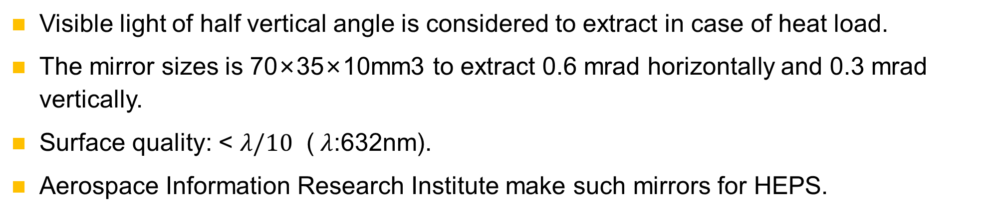 Visible light of half vertical angle is considered to extract in case of heat load.
The mirror sizes is 70×35×10mm3 to extract 0.6 mrad horizontally and 0.3 mrad
vertically.
Surface quality: < 𝜆/10 ( 𝜆:632nm).
Aerospace Information Research Institute make such mirrors for HEPS.